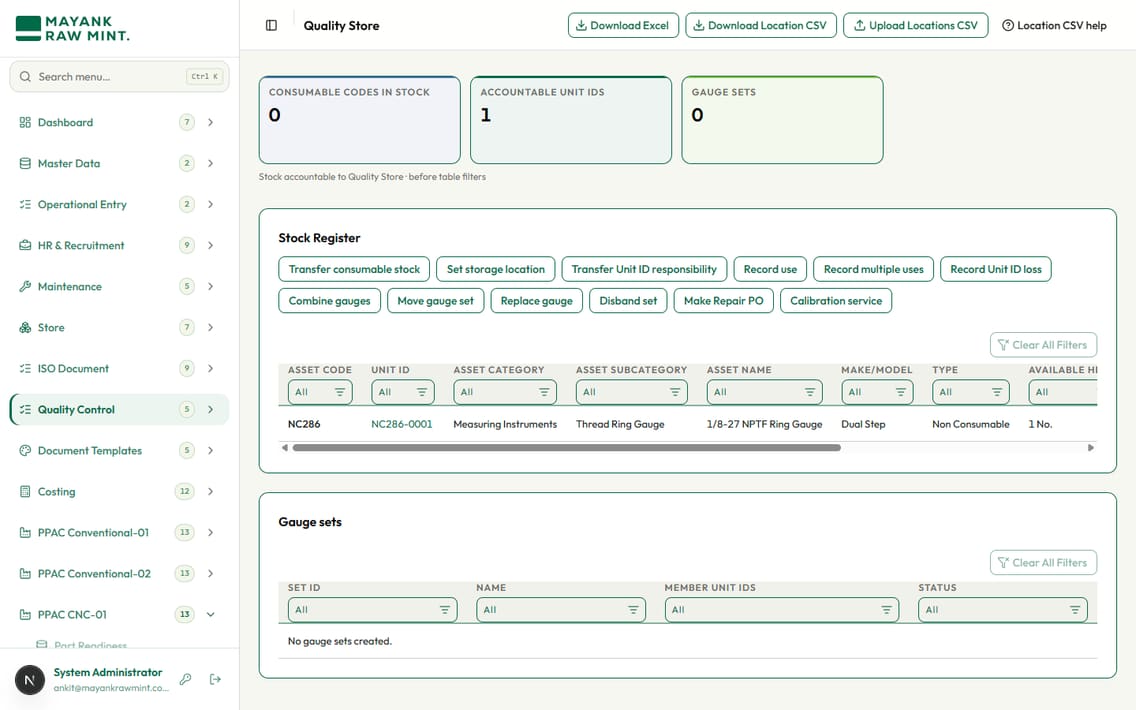 MAYANK
RAW MINT.
Search menu... Ctrl K
Dashboard 7
Master Data 2
Operational Entry 2
HR & Recruitment 9
Maintenance 5
Store 7
ISO Document 9
Quality Control 5
Document Templates 5
Costing 12
PPAC Conventional-01 13
PPAC Conventional-02 13
PPAC CNC-01 13
Part Readiness
N
System Administrator
ankit@mayankrawmint.co...
Quality Store
Download Excel
Download Location CSV
Upload Locations CSV
Location CSV help
CONSUMABLE CODES IN STOCK
0
ACCOUNTABLE UNIT IDS
1
GAUGE SETS
0
Stock accountable to Quality Store · before table filters
Stock Register
Transfer consumable stock Set storage location Transfer Unit ID responsibility Record use Record multiple uses Record Unit ID loss
Combine gauges Move gauge set Replace gauge Disband set Make Repair PO Calibration service
Clear All Filters
ASSET CODE UNIT ID ASSET CATEGORY ASSET SUBCATEGORY ASSET NAME MAKE/MODEL TYPE AVAILABLE
All All All All All All All All
NC286 NC286-0001 Measuring Instruments Thread Ring Gauge 1/8-27 NPTF Ring Gauge Dual Step Non Consumable 1 No.
Gauge sets
Clear All Filters
SET ID NAME MEMBER UNIT IDS STATUS
All All All All
No gauge sets created.